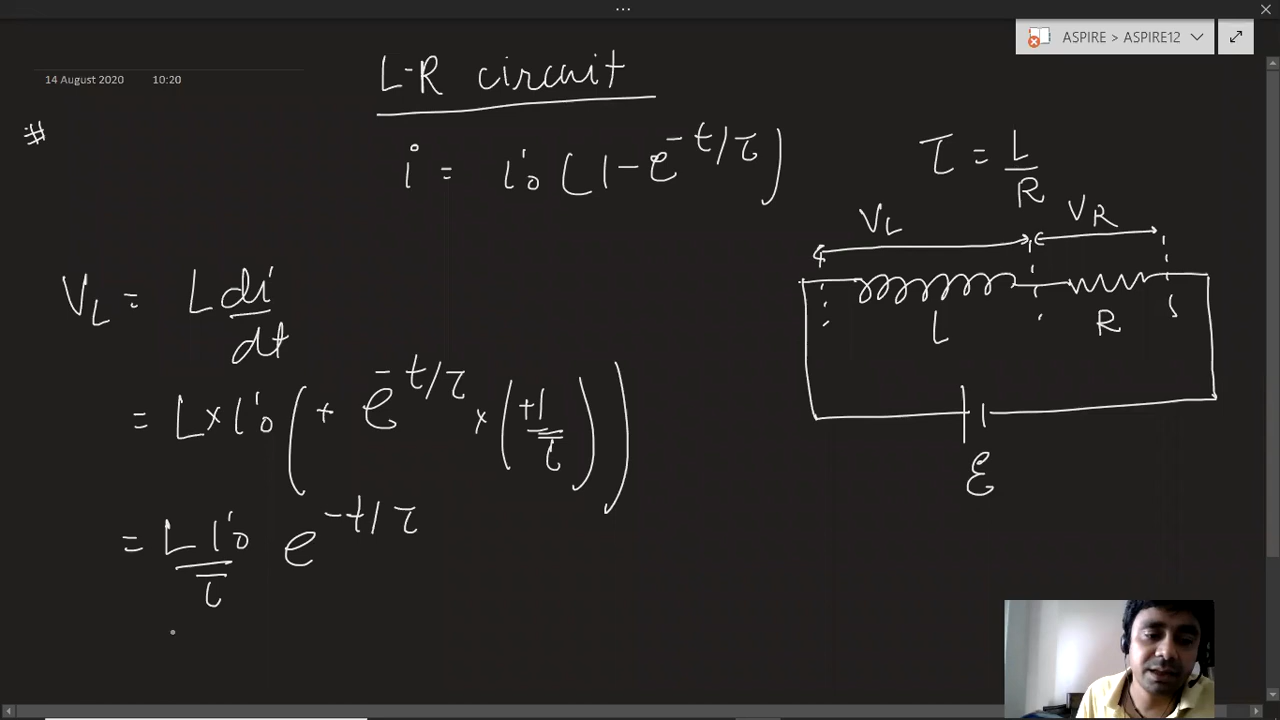 ...
ASPIRE > ASPIRE12
14 August 2020 10:20
L-R circuit
#
i = i₀ (1-e^{-t/τ})
τ = L/R
V_L V_R
V_L = L di/dt
L R
= L×i₀ (+ e^{-t/τ} × (+1/τ))
ε
= L i₀/τ e^{-t/τ}